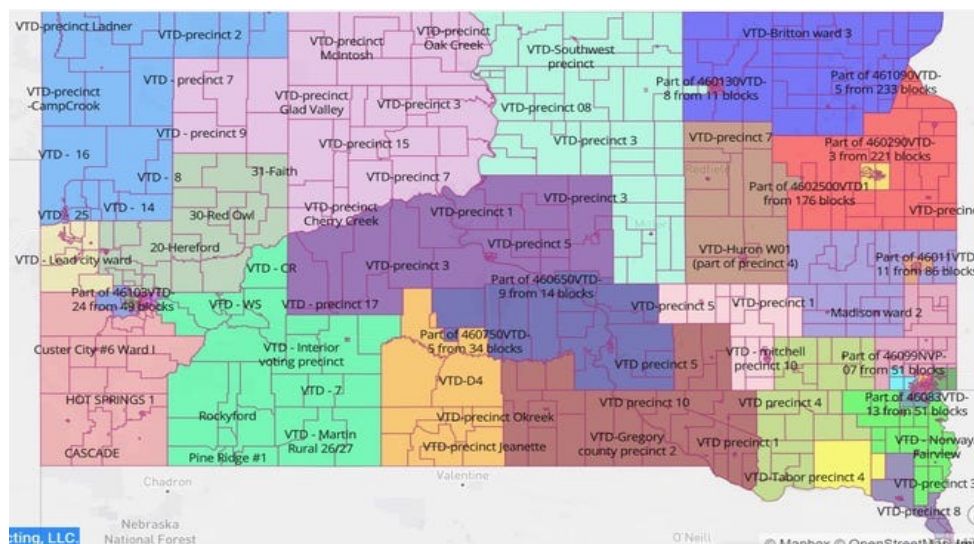 VTD-precinct Ladner
VTD-precinct 2
VTD-precinct
McIntosh
VTD-precinct
Oak Creek
VTD-Southwest
precinct
VTD-Britton ward 3
VTD-precinct
-CampCrook
VTD - precinct 7
VTD-precinct
Glad Valley
VTD-precinct 3
VTD-precinct 08
Part of 460130VTD-
8 from 11 blocks
Part of 461090VTD-
5 from 233 blocks
VTD - precinct 9
VTD-precinct 15
VTD-precinct 3
VTD-precinct 7
Part of 460290VTD-
3 from 221 blocks
VTD - 16
VTD - 8
31-Faith
VTD-precinct 7
Redfield
Part of 4602500VTD1
from 176 blocks
VTD - 25
VTD - 14
30-Red Owl
VTD-precinct
Cherry Creek
VTD-precinct 1
VTD-precinct 3
VTD-precinc
Miller
20-Hereford
VTD-precinct 5
VTD-Huron W01
(part of precinct 4)
VTD - Lead city ward
VTD - CR
VTD-precinct 3
Part of 46011VTD-
11 from 86 blocks
Part of 46103VTD-
24 from 49 blocks
VTD - WS
VTD - precinct 17
Part of 460650VTD-
9 from 14 blocks
VTD-precinct 5
VTD-precinct 1
Madison ward 2
Custer City #6 Ward I
VTD - Interior
voting precinct
Part of 460750VTD-
5 from 34 blocks
VTD precinct 5
VTD - mitchell
precinct 10
Part of 46099NVP-
07 from 51 blocks
HOT SPRINGS 1
VTD - 7
VTD-D4
VTD precinct 10
VTD precinct 4
Part of 46083VTD-
13 from 51 blocks
Rockyford
VTD-precinct Okreek
VTD - Martin
Rural 26/27
VTD-Gregory
county precinct 2
VTD precinct 1
VTD - Norway
Fairview
CASCADE
Pine Ridge #1
VTD-precinct Jeanette
VTD-Tabor precinct 4
VTD-precinct 3
VTD-precinct 8
Chadron
Valentine
Nebraska
National Forest
O'Neill
cting, LLC.
© Mapbox © OpenStreetMap Im